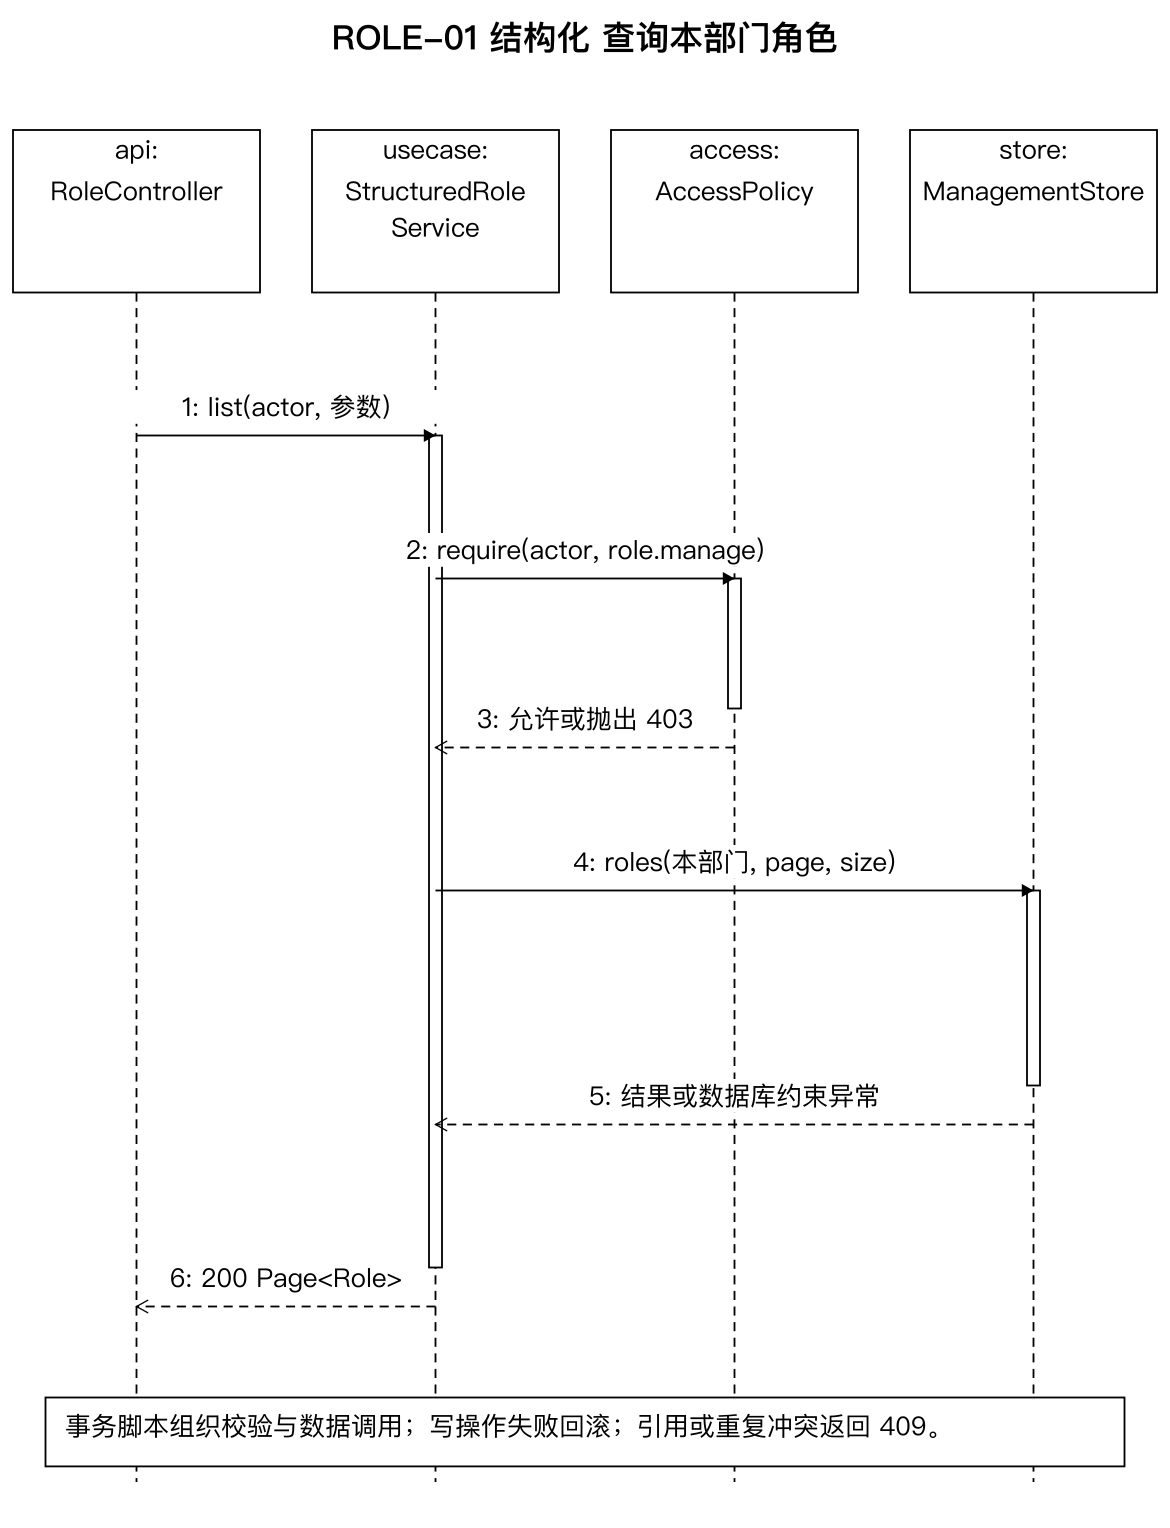 ROLE-01 结构化 查询本部门角色
api:
RoleController
usecase:
StructuredRole
Service
access:
AccessPolicy
store:
ManagementStore
1: list(actor, 参数)
2: require(actor, role.manage)
3: 允许或抛出 403
4: roles(本部门, page, size)
5: 结果或数据库约束异常
6: 200 Page<Role>
事务脚本组织校验与数据调用；写操作失败回滚；引用或重复冲突返回 409。